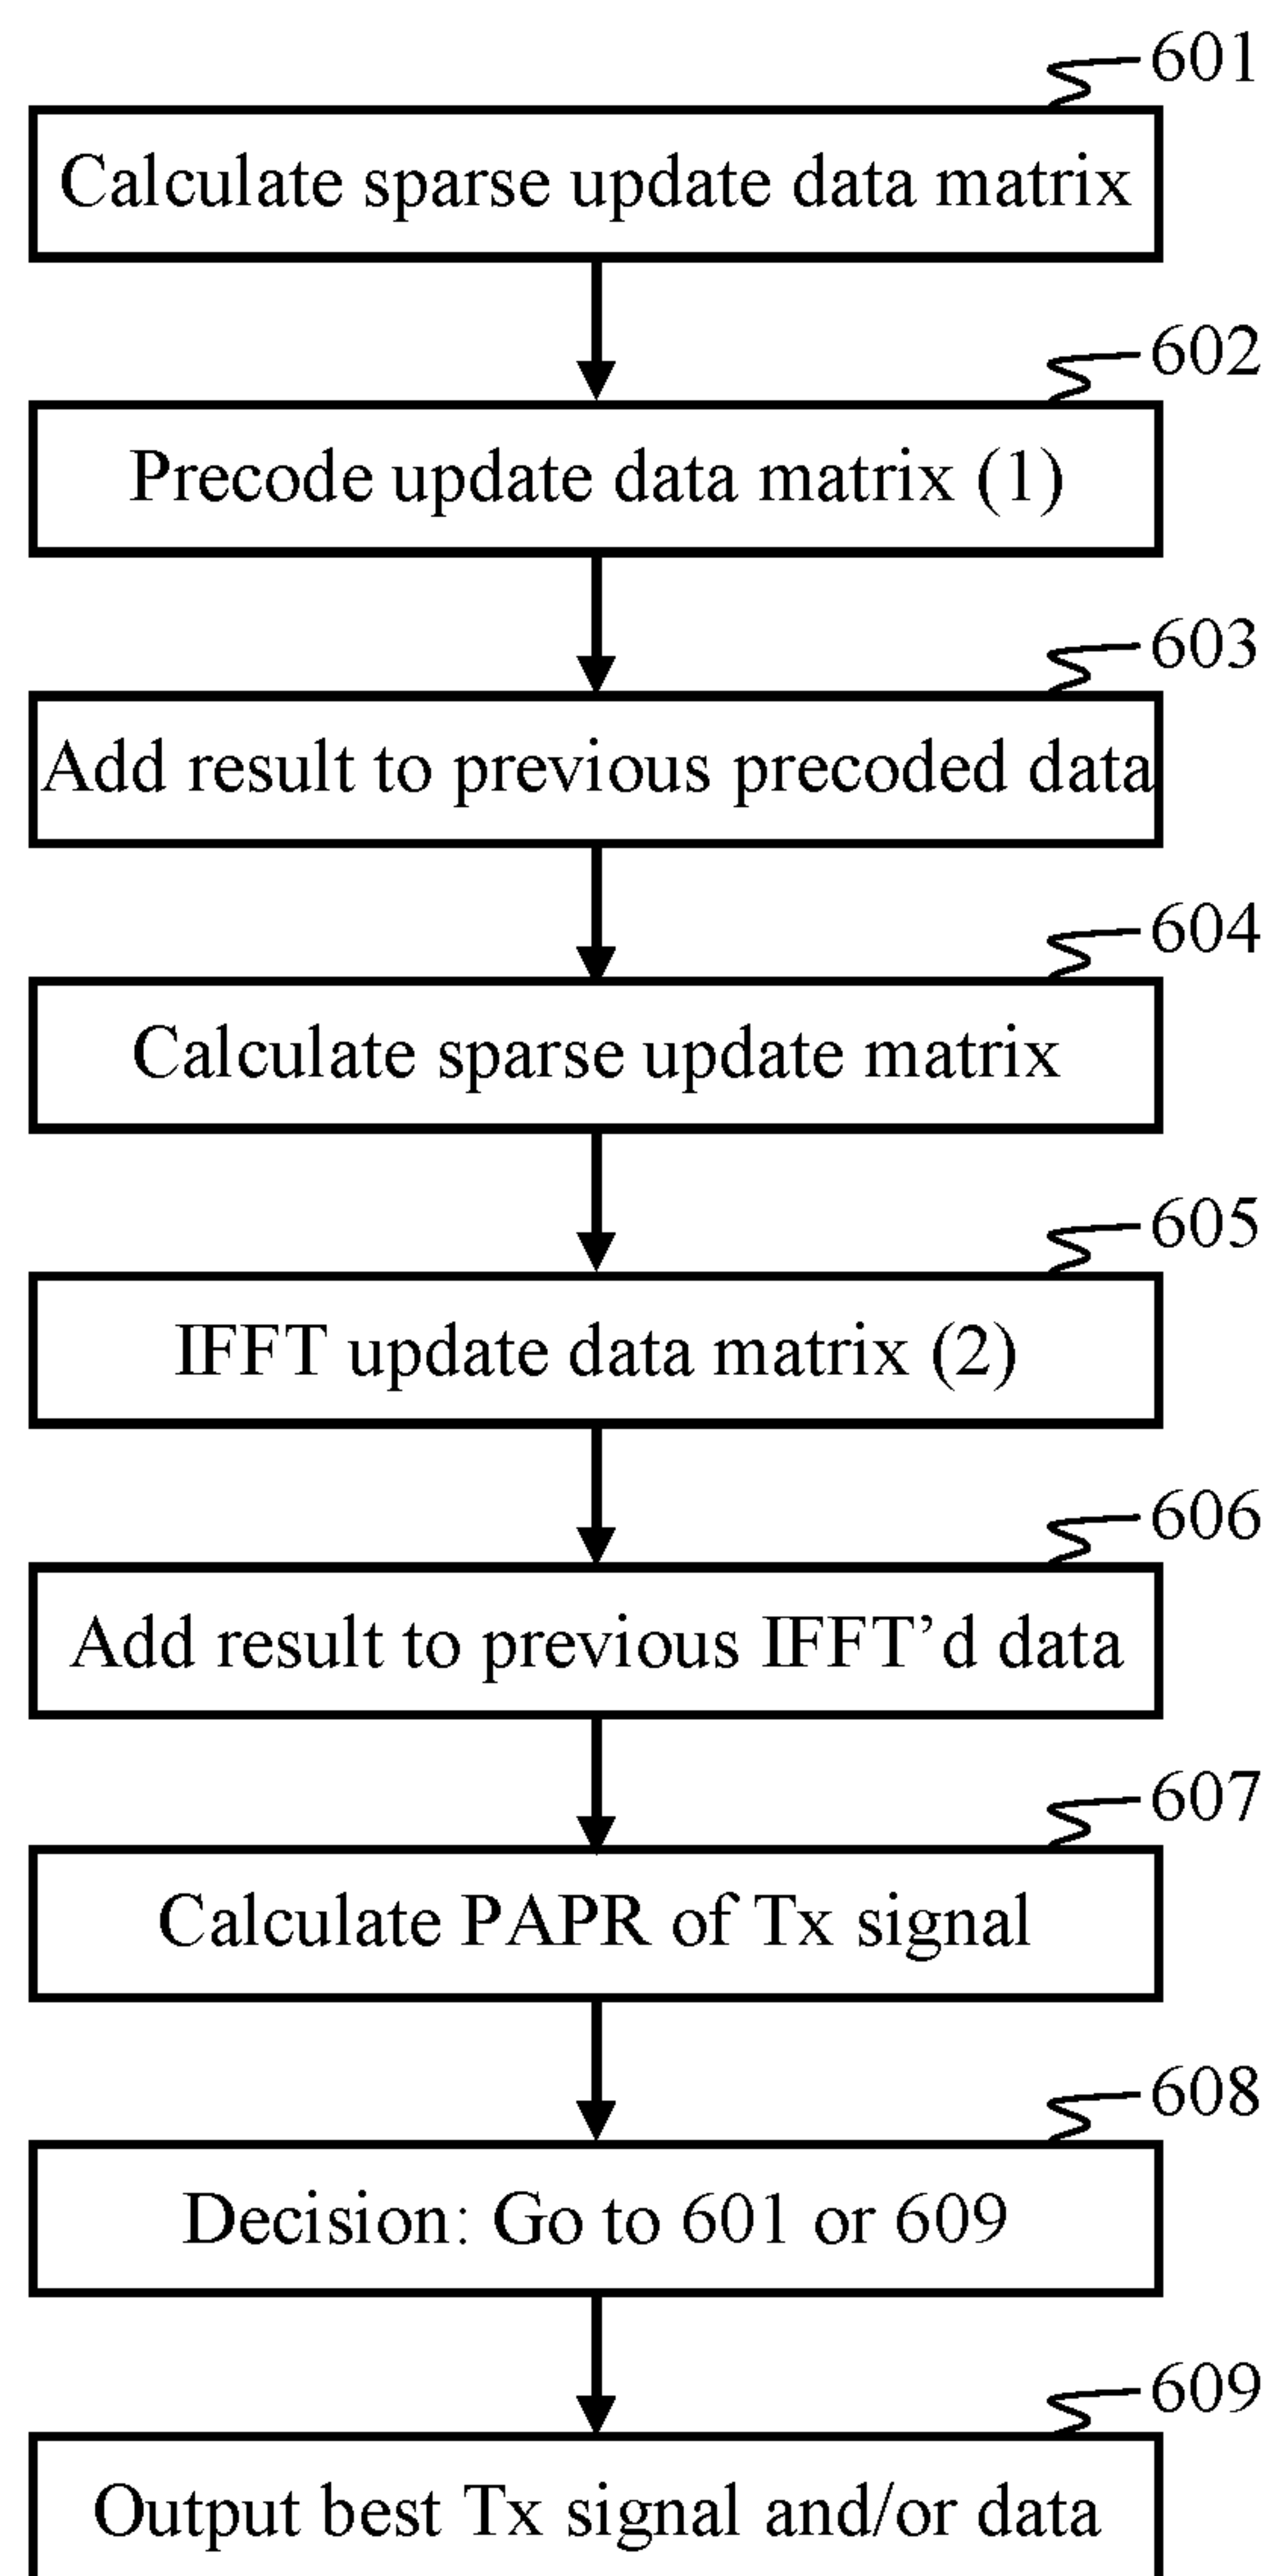 601
Calculate sparse update data matrix
602
Precode update data matrix (1)
603
Add result to previous precoded data
604
Calculate sparse update matrix
605
IFFT update data matrix (2)
606
Add result to previous IFFT’d data
607
Calculate PAPR of Tx signal
608
Decision: Go to 601 or 609
609
Output best Tx signal and/or data